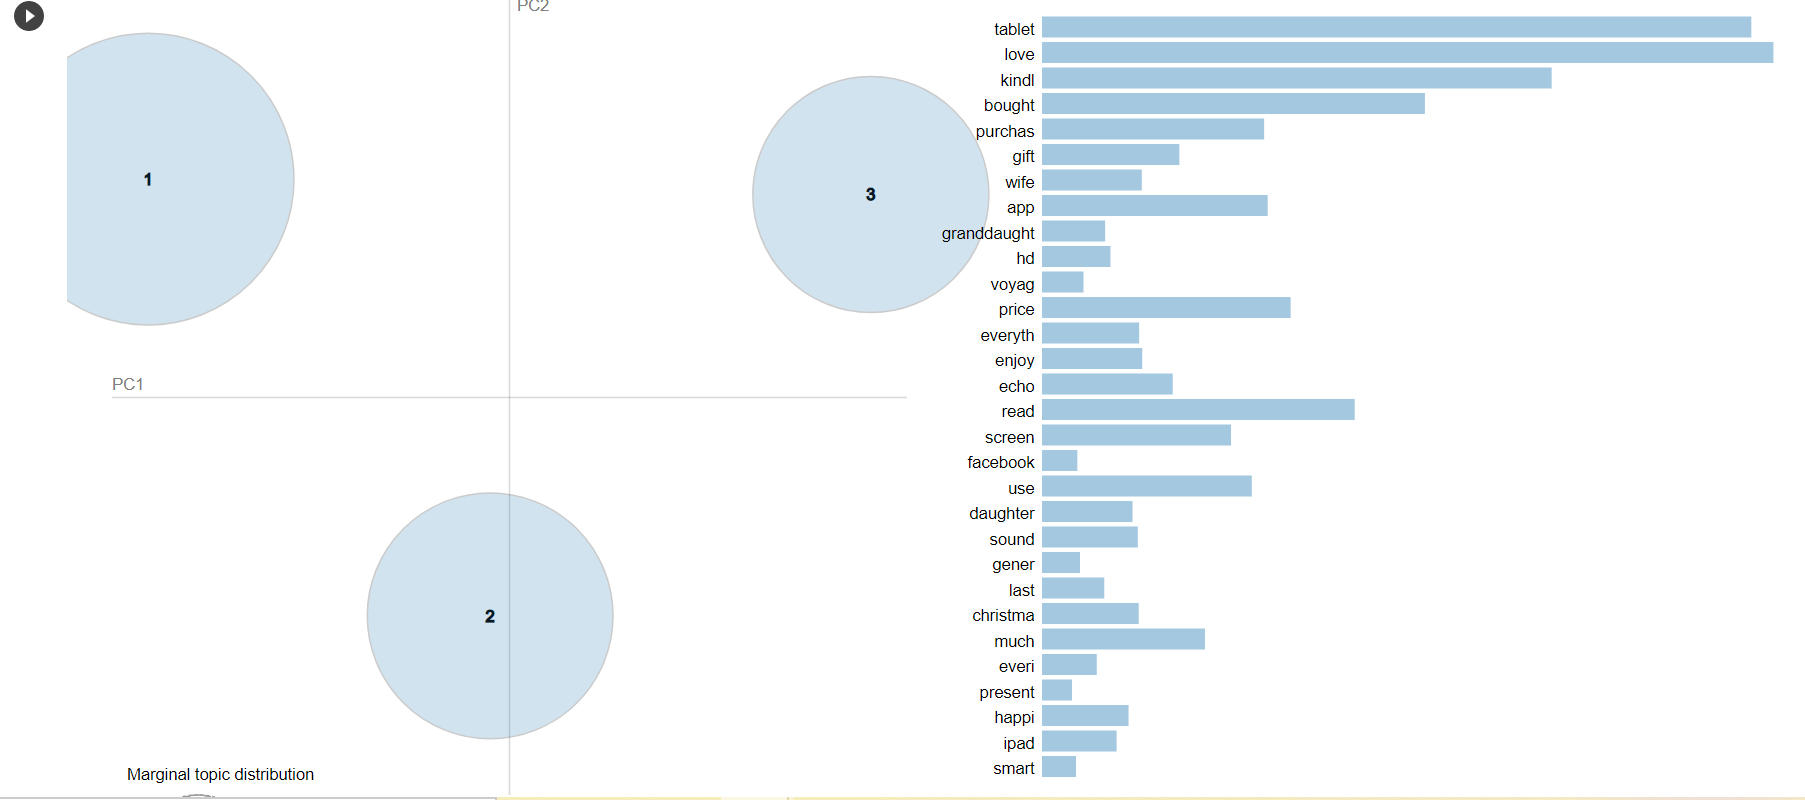 PC2
1
3
PC1
2
Marginal topic distribution
tablet
love
kindl
bought
purchas
gift
wife
app
granddaught
hd
voyag
price
everyth
enjoy
echo
read
screen
facebook
use
daughter
sound
gener
last
christma
much
everi
present
happi
ipad
smart